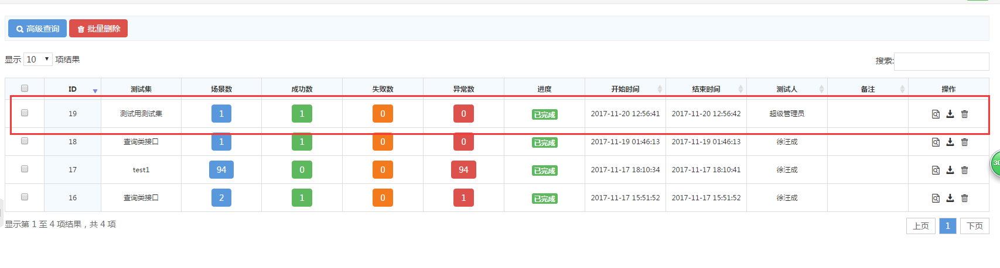 高级查询 批量删除
显示 10 项结果 搜索:
ID 测试集 场景数 成功数 失败数 异常数 进度 开始时间 结束时间 测试人 备注 操作
19 测试用测试集 1 1 0 0 已完成 2017-11-20 12:56:41 2017-11-20 12:56:42 超级管理员
18 查询类接口 1 1 0 0 已完成 2017-11-19 01:46:13 2017-11-19 01:46:13 徐汪成
17 test1 94 0 0 94 已完成 2017-11-17 18:10:34 2017-11-17 18:10:41 徐汪成
16 查询类接口 2 1 0 1 已完成 2017-11-17 15:51:52 2017-11-17 15:51:52 徐汪成
显示第 1 至 4 项结果，共 4 项 上页 1 下页